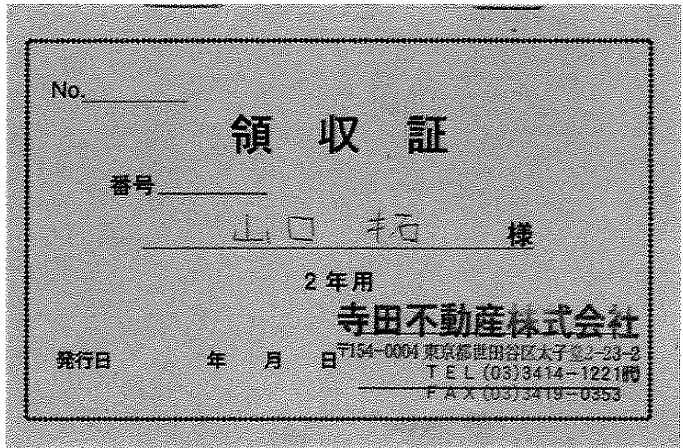 No.
領収証
番号
山口 拓 様
2年用
寺田不動産株式会社
〒154-0004 東京都世田谷区太子堂2-23-2
発行日 年 月 日
TEL(03)3414-1221㈹
FAX(03)3419-0353